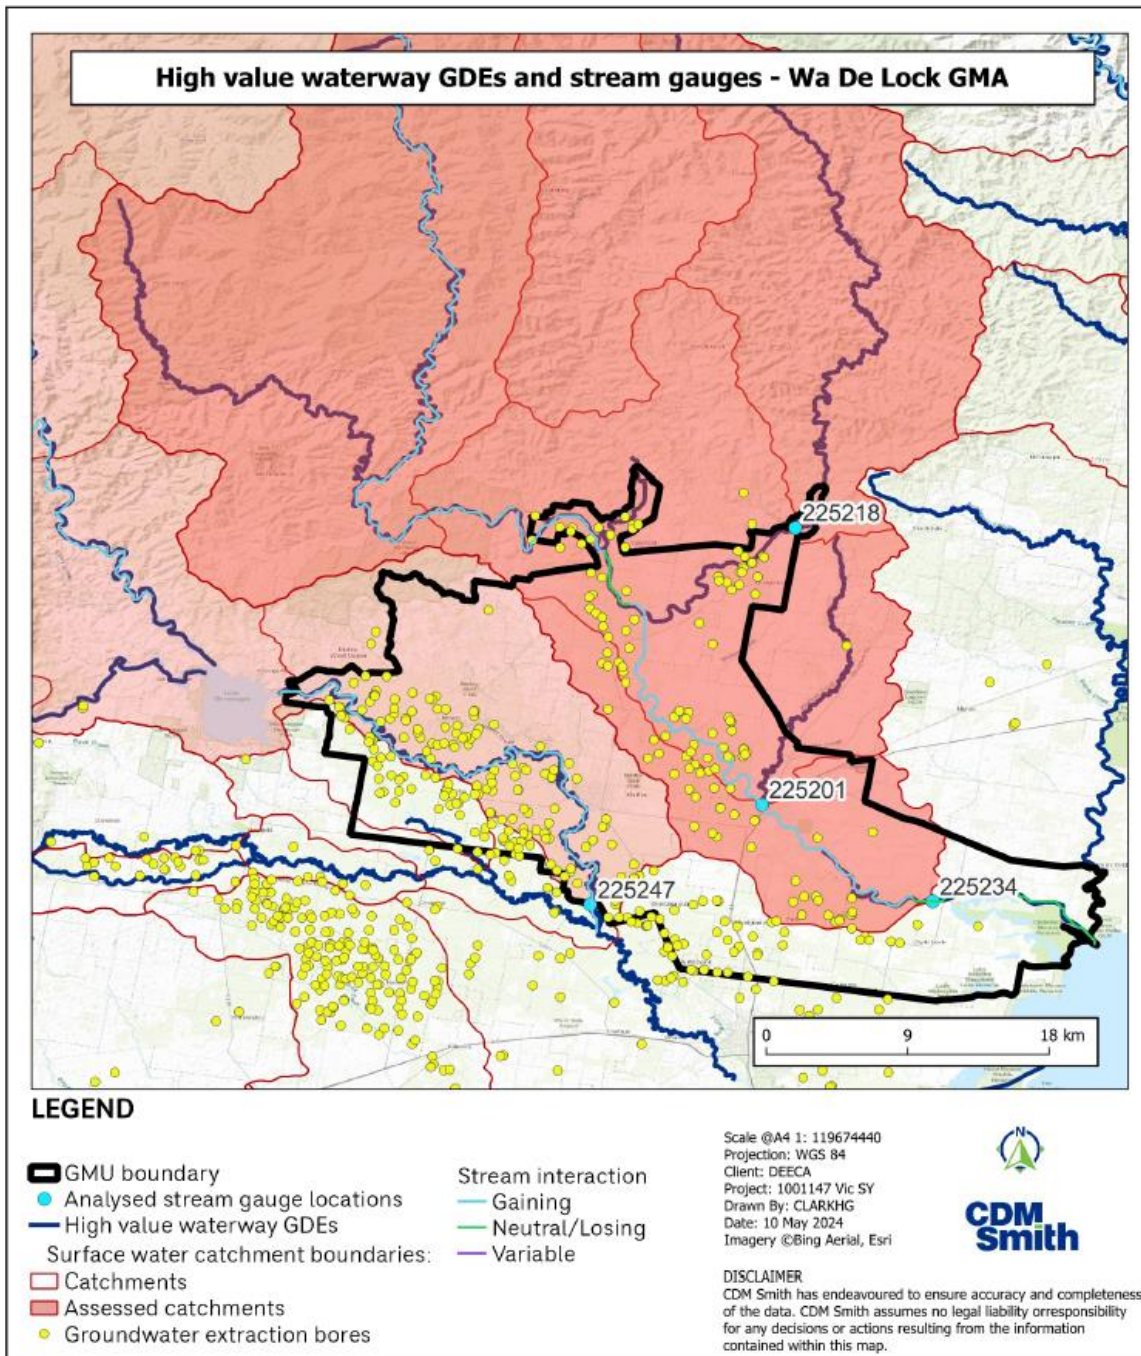 High value waterway GDEs and stream gauges - Wa De Lock GMA
225218
225201
225234
225247
0 9 18 km
LEGEND
GMU boundary
Analysed stream gauge locations
High value waterway GDEs
Surface water catchment boundaries:
Catchments
Assessed catchments
Groundwater extraction bores
Stream interaction
Gaining
Neutral/Losing
Variable
Scale @A4 1: 119674440
Projection: WGS 84
Client: DEECA
Project: 1001147 Vic SY
Drawn By: CLARKHG
Date: 10 May 2024
Imagery ©Bing Aerial, Esri
N
CDM
Smith
DISCLAIMER
CDM Smith has endeavoured to ensure accuracy and completeness
of the data. CDM Smith assumes no legal liability orresponsibility
for any decisions or actions resulting from the information
contained within this map.